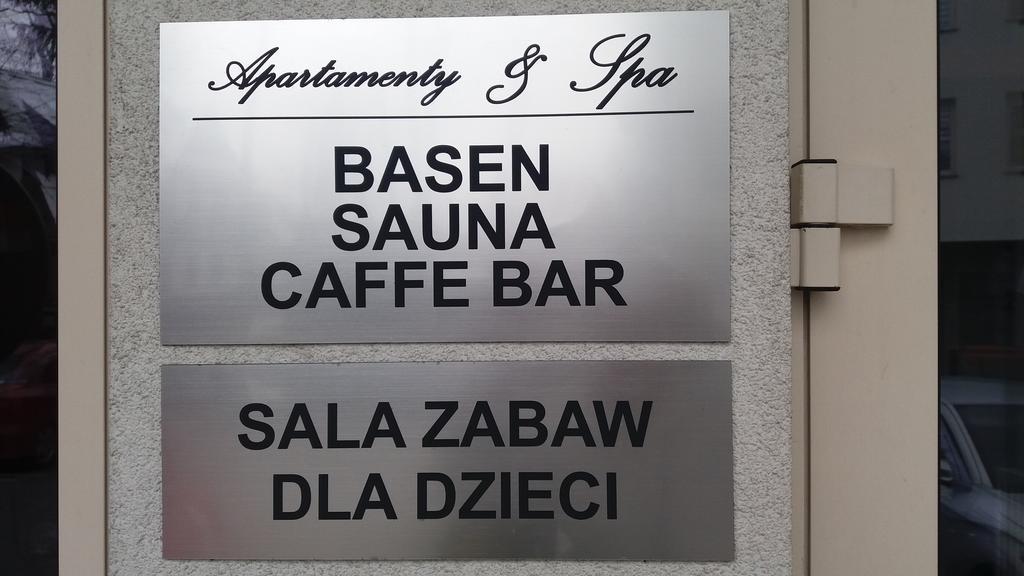 Apartamenty & Spa
BASEN
SAUNA
CAFFE BAR
SALA ZABAW
DLA DZIECI